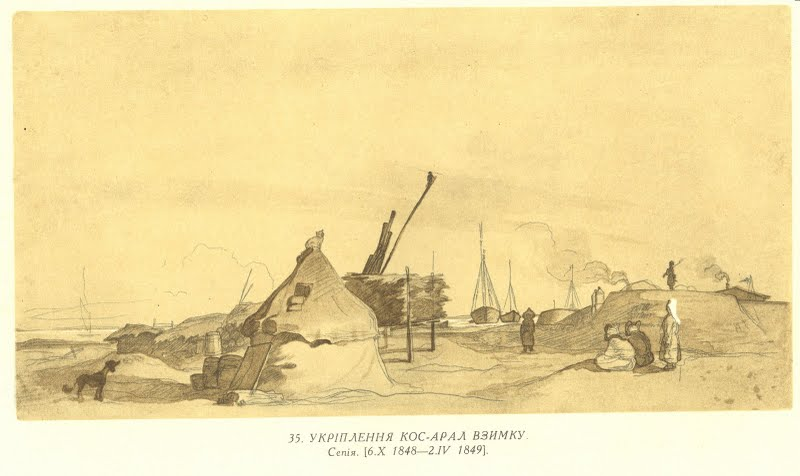 35. УКРІПЛЕННЯ КОС-АРАЛ ВЗИМКУ.
Сепія. [6.X 1848—2.IV 1849].